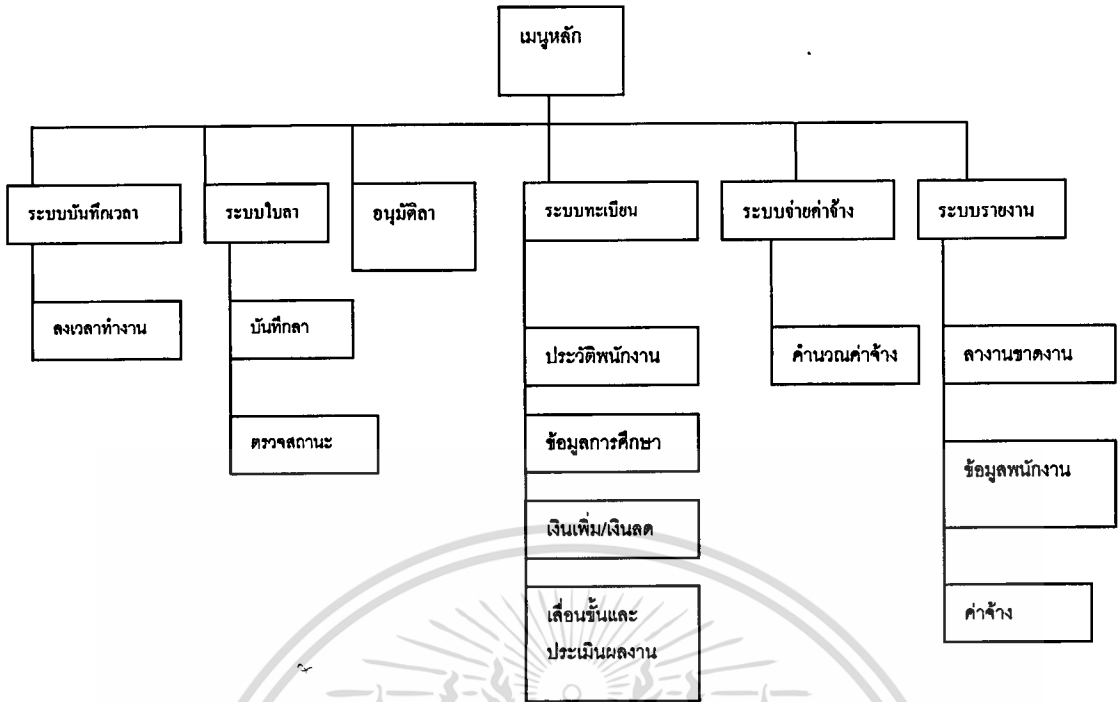 เมนูหลัก
ระบบบันทึกเวลา
ระบบใบลา
อนุมัติลา
ระบบทะเบียน
ระบบจ่ายค่าจ้าง
ระบบรายงาน
ลงเวลาทำงาน
บันทึกลา
ตรวจสถานะ
ประวัติพนักงาน
ข้อมูลการศึกษา
เงินเพิ่ม/เงินลด
เลื่อนขั้นและ
ประเมินผลงาน
คำนวณค่าจ้าง
ลางานขาดงาน
ข้อมูลพนักงาน
ค่าจ้าง